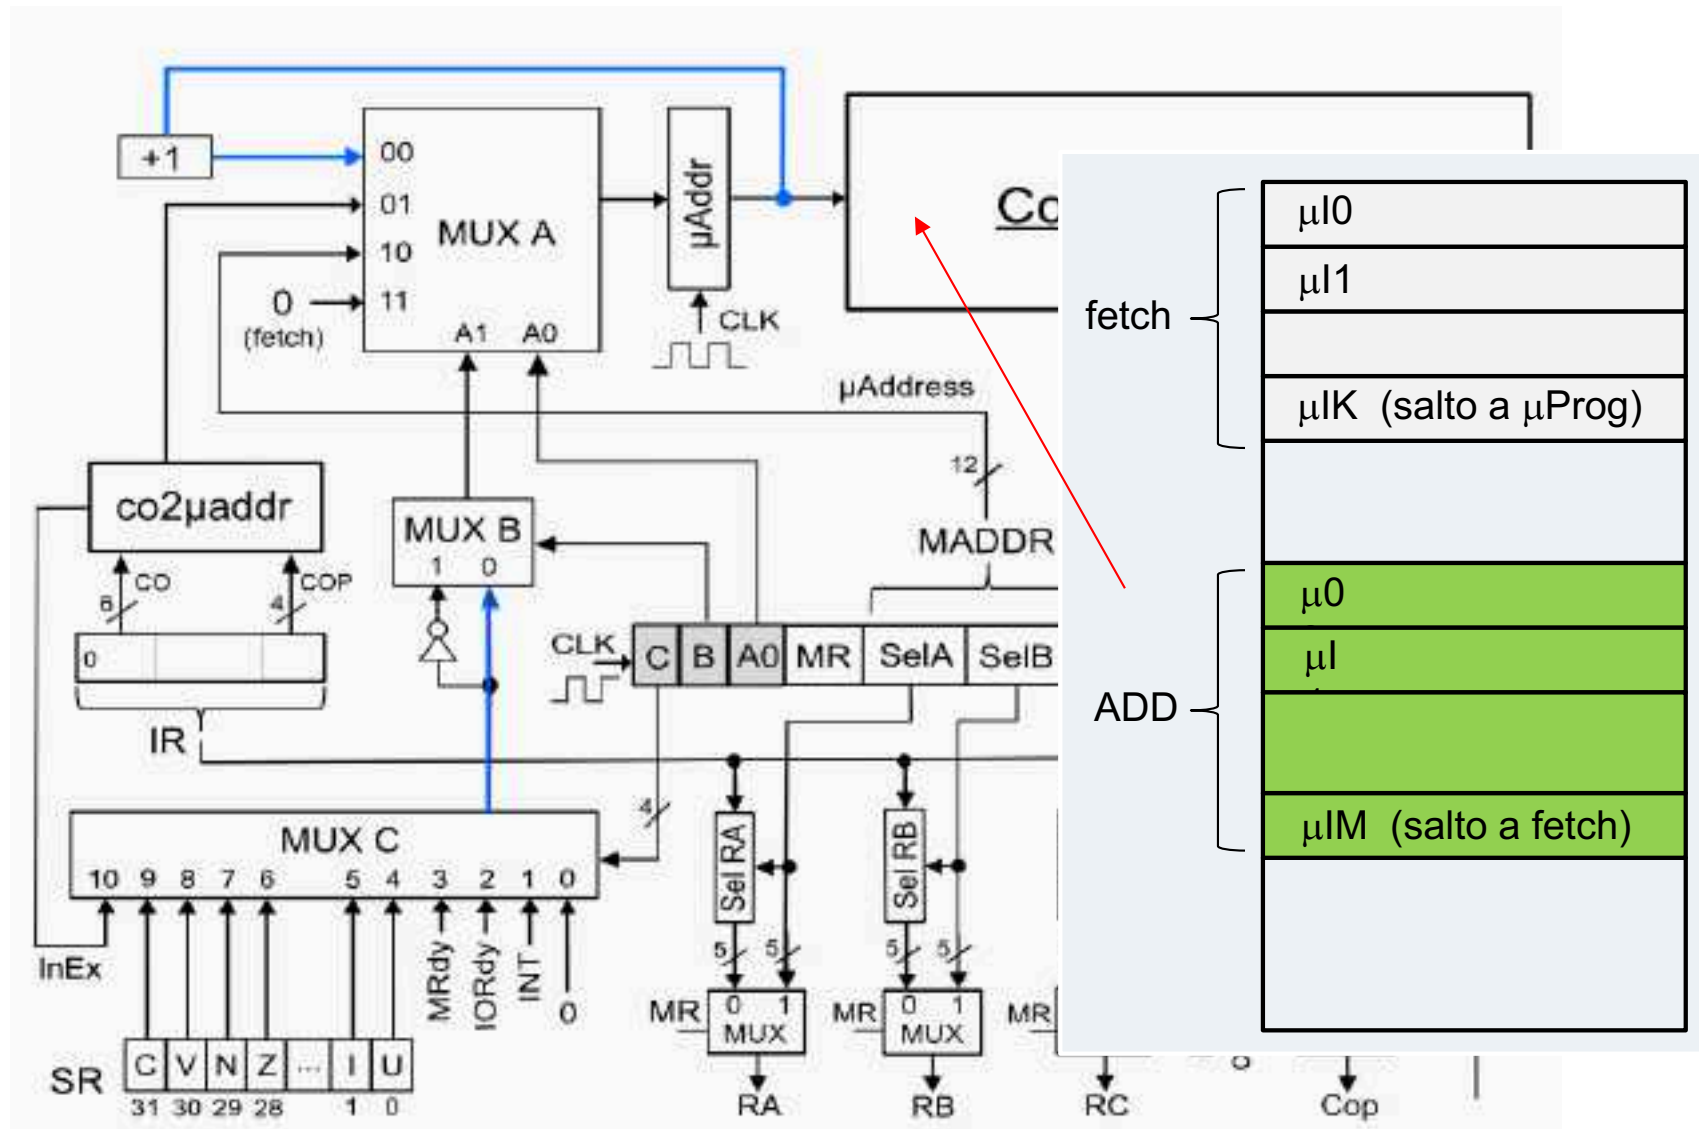 +1
00
01
10
11
MUX A
0
(fetch)
A1 A0
µAddr
CLK
µAddress
12
MADDR
co2µaddr
CO
6
COP
4
0
IR
MUX B
1 0
CLK
C B A0 MR SelA SelB
MUX C
4
10 9 8 7 6 5 4 3 2 1 0
InEx
MRdy
IORdy
INT
0
SR
C V N Z ... I U
31 30 29 28 1 0
Sel RA
5 5
MR
0 1
MUX
RA
Sel RB
5 5
MR
0 1
MUX
RB
MR
RC
Cop
fetch
µI0
µI1
µIK (salto a µProg)
ADD
µ0
µI
µIM (salto a fetch)